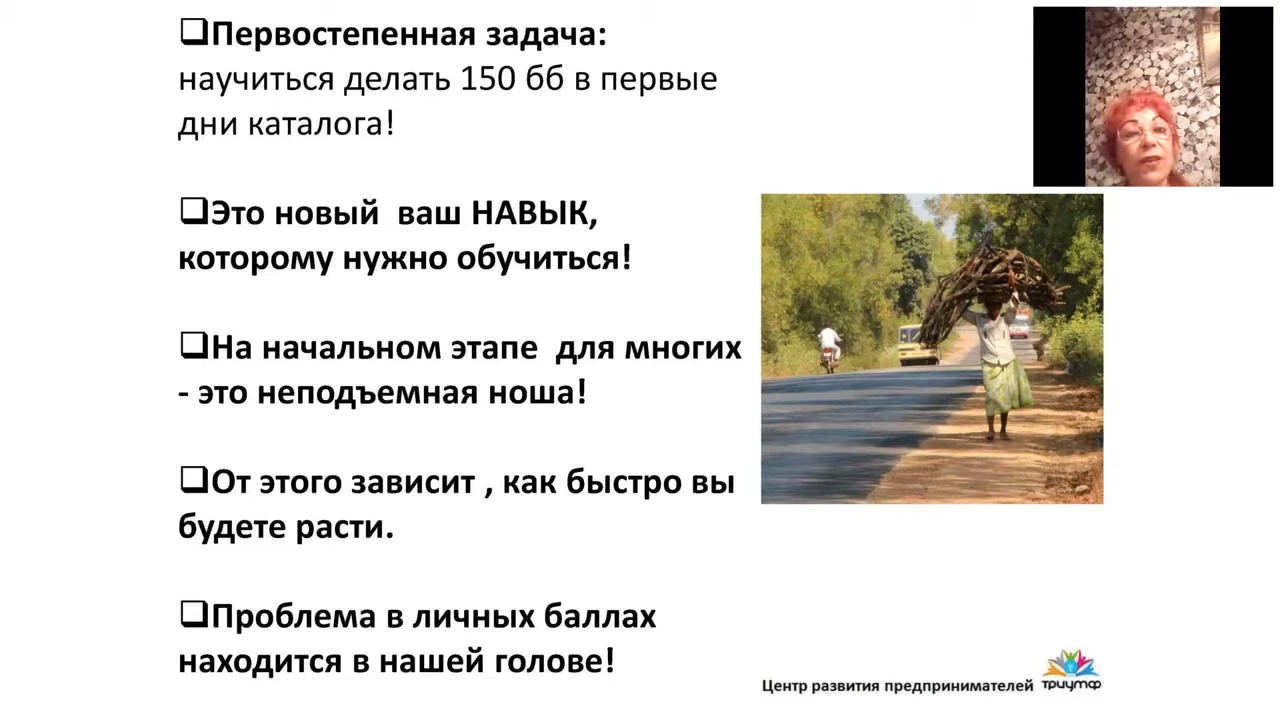 ❑Первостепенная задача:
научиться делать 150 бб в первые
дни каталога!
❑Это новый  ваш НАВЫК,
которому нужно обучиться!
❑На начальном этапе  для многих
- это неподъемная ноша!
❑От этого зависит , как быстро вы
будете расти.
❑Проблема в личных баллах
находится в нашей голове!
Центр развития предпринимателей триумф